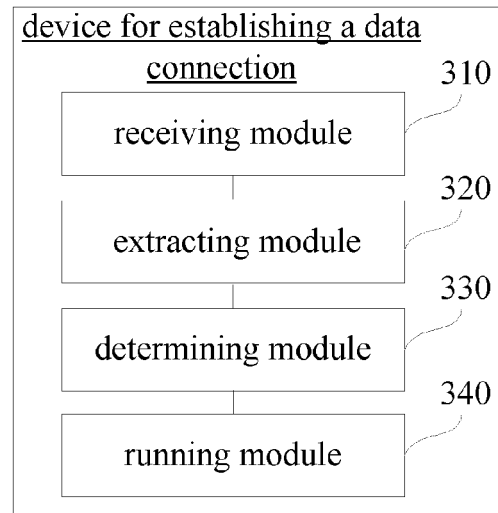 device for establishing a data
connection
310
receiving module
320
extracting module
330
determining module
340
running module